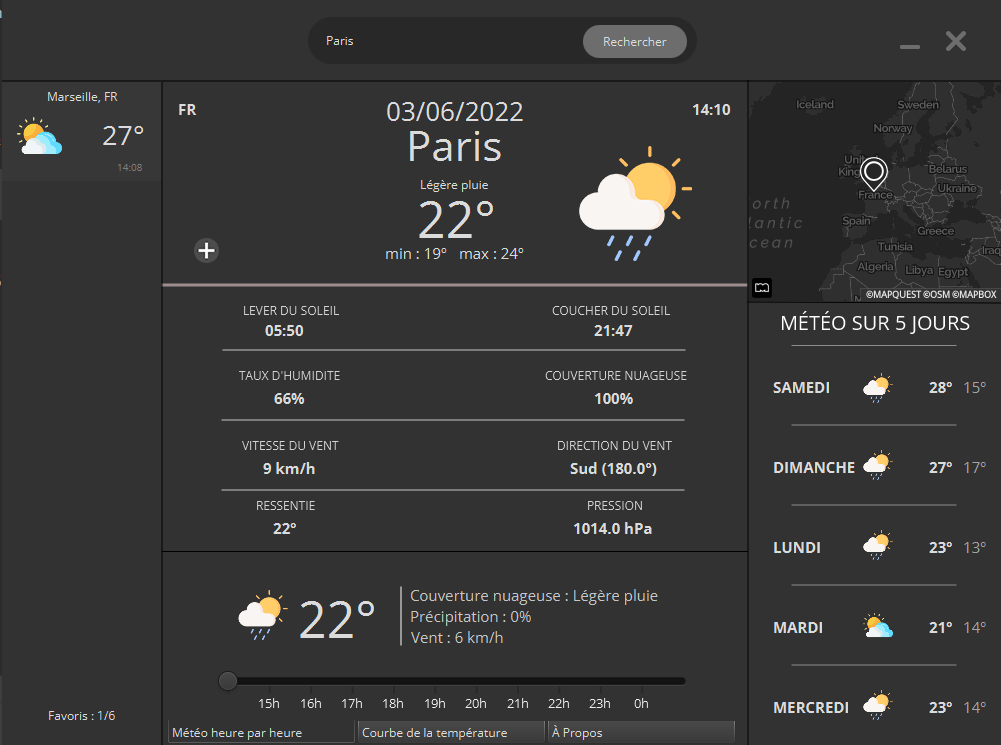 Paris
Rechercher
Marseille, FR
27°
14:08
Favoris : 1/6
FR
03/06/2022
14:10
Paris
Légère pluie
22°
min : 19° max : 24°
LEVER DU SOLEIL
05:50
COUCHER DU SOLEIL
21:47
TAUX D'HUMIDITE
66%
COUVERTURE NUAGEUSE
100%
VITESSE DU VENT
9 km/h
DIRECTION DU VENT
Sud (180.0°)
RESSENTIE
22°
PRESSION
1014.0 hPa
22°
Couverture nuageuse : Légère pluie
Précipitation : 0%
Vent : 6 km/h
15h 16h 17h 18h 19h 20h 21h 22h 23h 0h
Météo heure par heure
Courbe de la température
À Propos
Iceland
Sweden
Norway
Belarus
Ukraine
France
Spain
Greece
Tunisia
Algeria
Libya
Egypt
©MAPQUEST ©OSM ©MAPBOX
MÉTÉO SUR 5 JOURS
SAMEDI 28° 15°
DIMANCHE 27° 17°
LUNDI 23° 13°
MARDI 21° 14°
MERCREDI 23° 14°